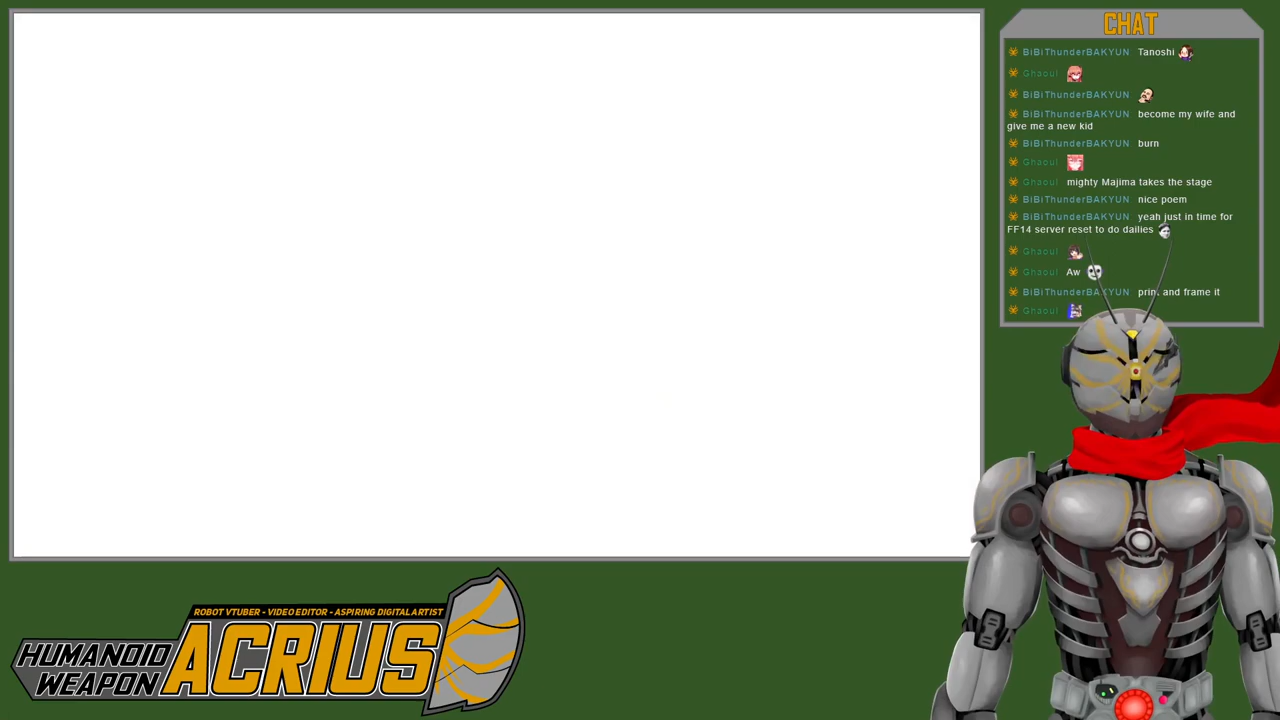 CHAT
BiBiThunderBAKYUN Tanoshi
Ghaoul
BiBiThunderBAKYUN
BiBiThunderBAKYUN become my wife and
give me a new kid
BiBiThunderBAKYUN burn
Ghaoul
Ghaoul mighty Majima takes the stage
BiBiThunderBAKYUN nice poem
BiBiThunderBAKYUN yeah just in time for
FF14 server reset to do dailies
Ghaoul
Ghaoul Aw
BiBiThunderBAKYUN print and frame it
Ghaoul
ROBOT VTUBER - VIDEO EDITOR - ASPIRING DIGITAL ARTIST
HUMANOID
WEAPON
ACRIUS